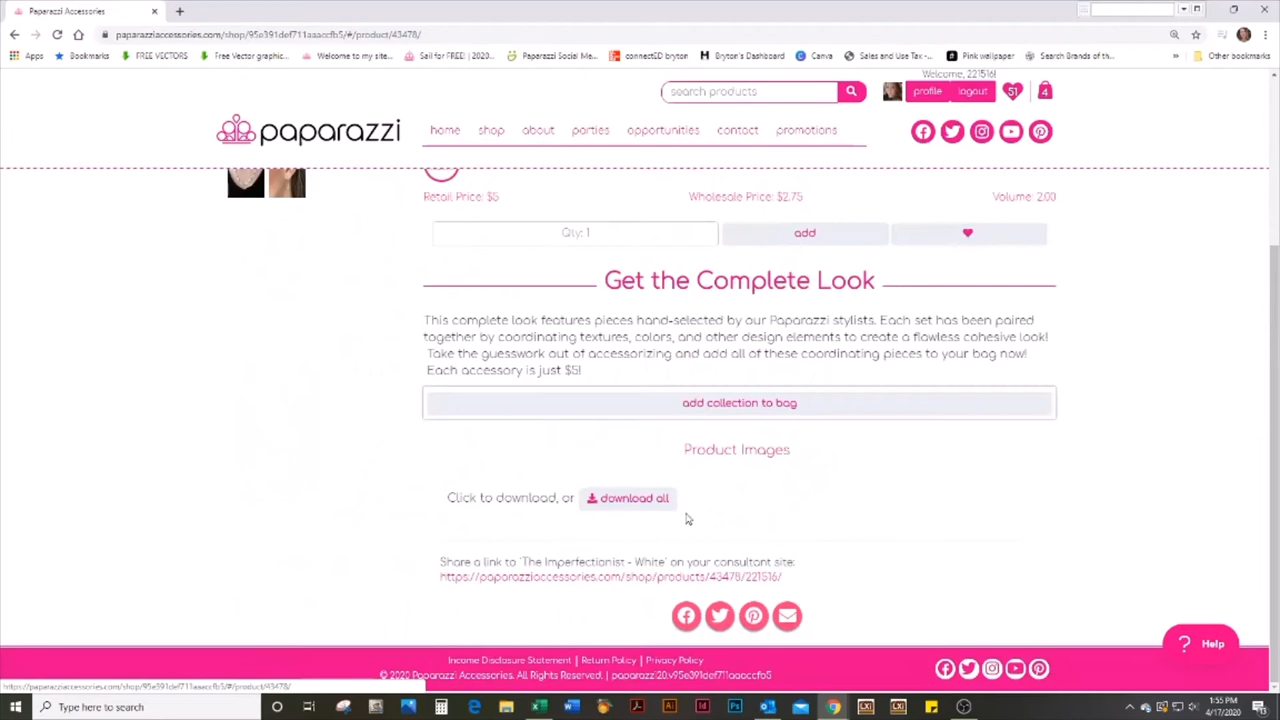 Paparazzi Accessories
paparazziaccessories.com/shop/95e391def711aaaccfb5/#/product/43478/
Apps Bookmarks FREE VECTORS Free Vector graphic... Welcome to my site... Sail for FREE! | 2020... Paparazzi Social Me... connectED bryton Bryton's Dashboard Canva Sales and Use Tax -... Pink wallpaper Search Brands of th... » Other bookmarks
Welcome, 221516!
search products profile logout 51 4
paparazzi home shop about parties opportunities contact promotions
Retail Price: $5 Wholesale Price: $2.75 Volume: 2.00
Qty: 1 add
Get the Complete Look
This complete look features pieces hand-selected by our Paparazzi stylists. Each set has been paired
together by coordinating textures, colors, and other design elements to create a flawless cohesive look!
Take the guesswork out of accessorizing and add all of these coordinating pieces to your bag now!
Each accessory is just $5!
add collection to bag
Product Images
Click to download, or download all
Share a link to 'The Imperfectionist - White' on your consultant site:
https://paparazziaccessories.com/shop/products/43478/221516/
? Help
Income Disclosure Statement | Return Policy | Privacy Policy
© 2020 Paparazzi Accessories. All Rights Reserved. | paparazzi20.v95e391def711aaaccfb5
https://paparazziaccessories.com/shop/95e391def711aaaccfb5/#/product/43478/
Type here to search
1:55 PM
4/17/2020